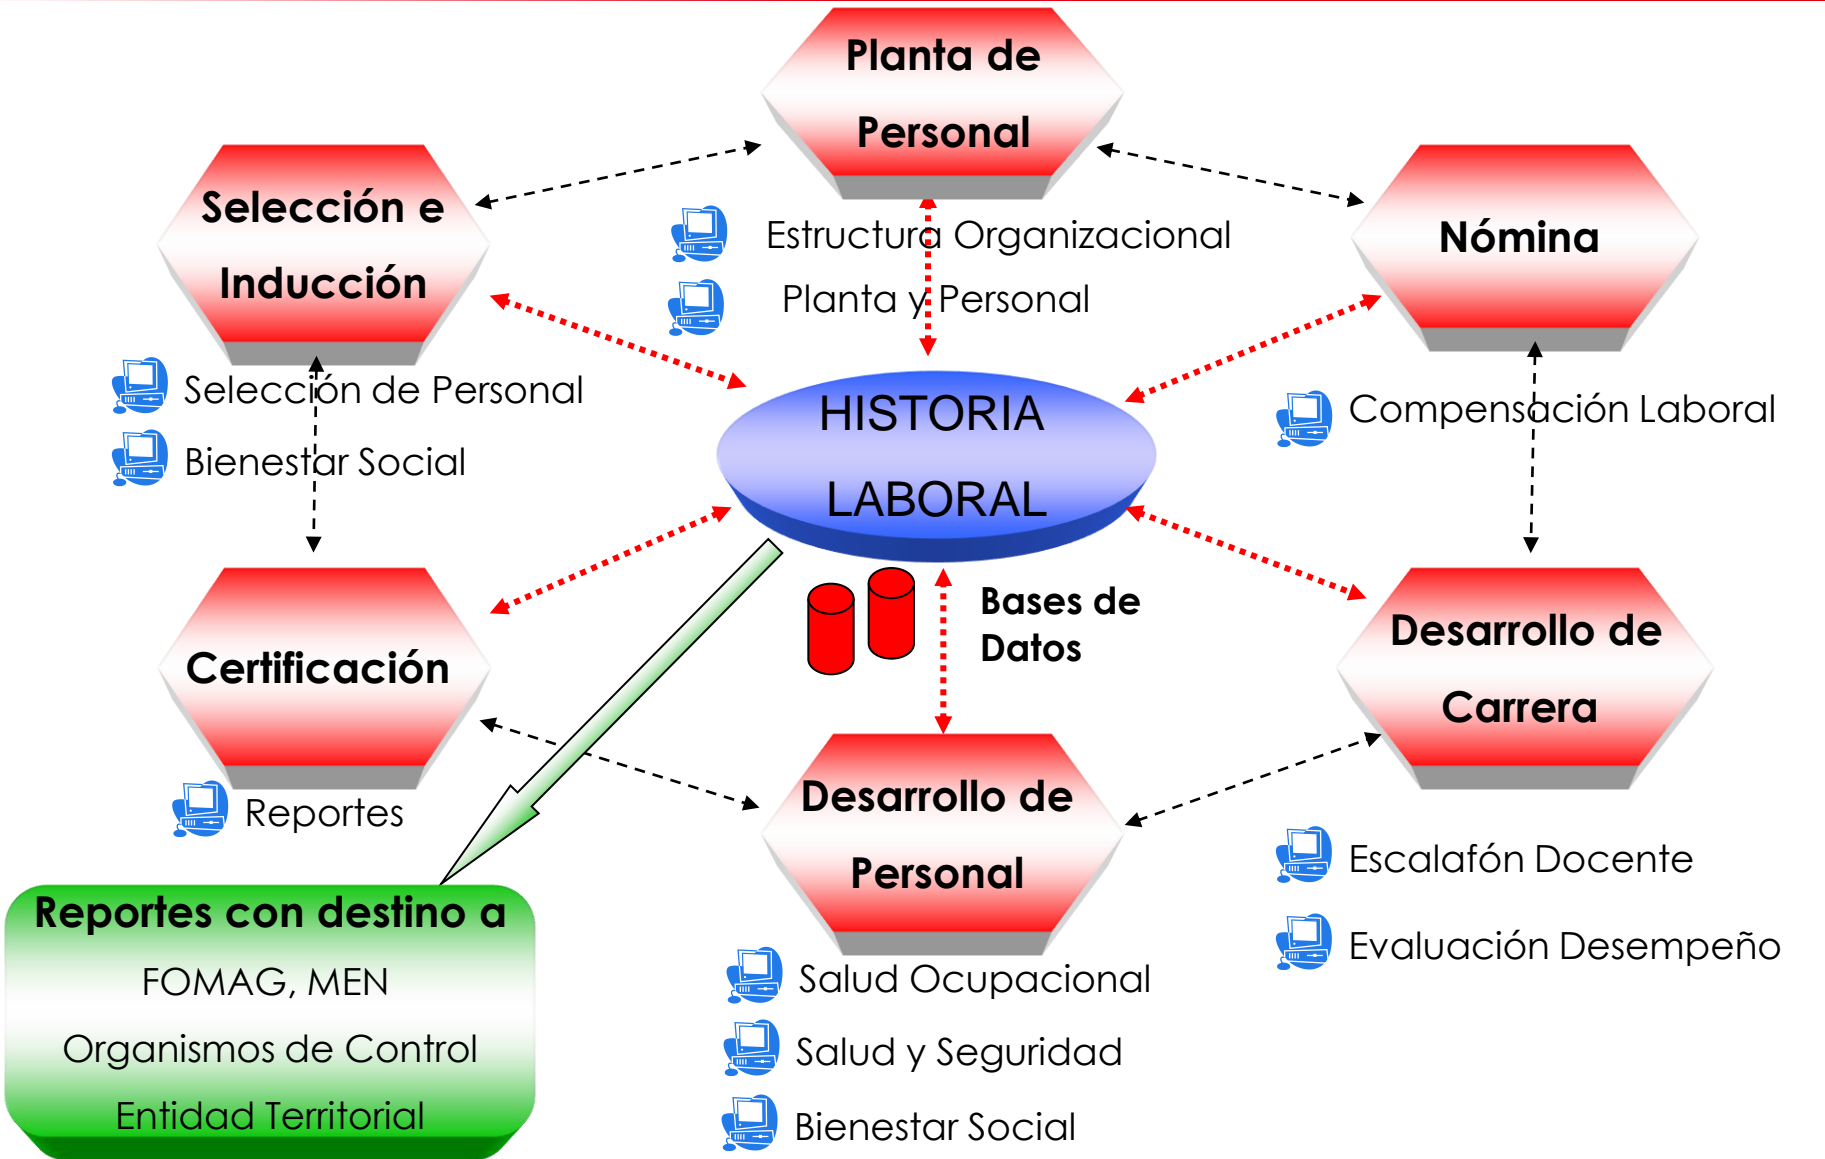 Planta de
Personal
Selección e
Inducción
Nómina
Estructura Organizacional
Planta y Personal
Selección de Personal
Bienestar Social
HISTORIA
LABORAL
Compensación Laboral
Bases de
Datos
Certificación
Desarrollo de
Carrera
Reportes
Desarrollo de
Personal
Escalafón Docente
Evaluación Desempeño
Reportes con destino a
FOMAG, MEN
Organismos de Control
Entidad Territorial
Salud Ocupacional
Salud y Seguridad
Bienestar Social